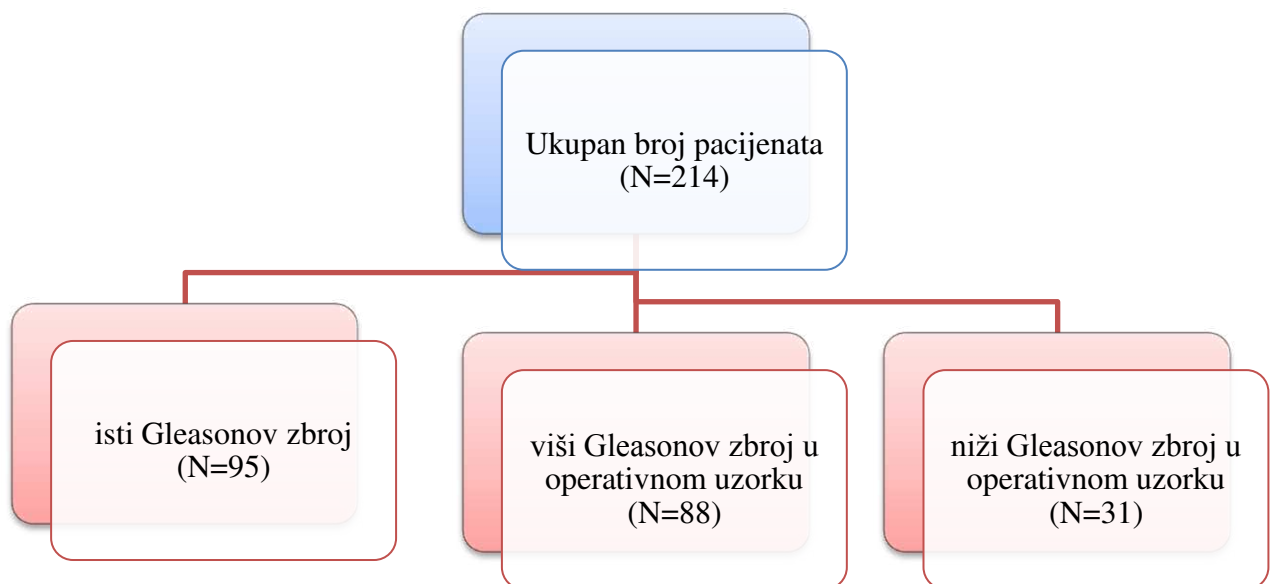 Ukupan broj pacijenata
(N=214)
isti Gleasonov zbroj
(N=95)
viši Gleasonov zbroj u
operativnom uzorku
(N=88)
niži Gleasonov zbroj u
operativnom uzorku
(N=31)